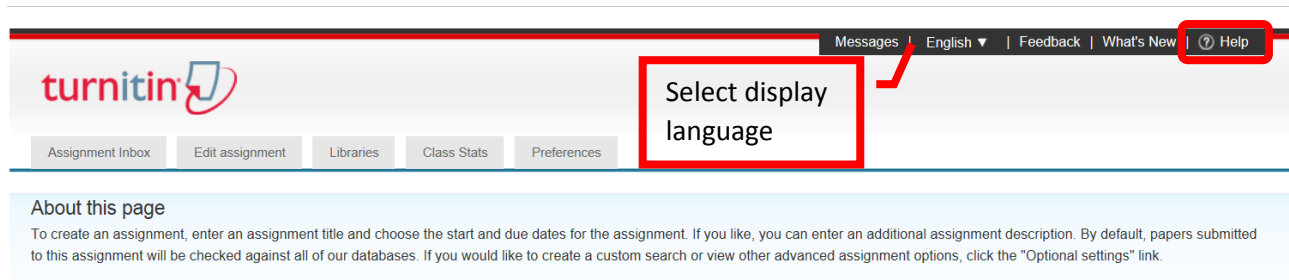 Messages | English ▼ | Feedback | What's New | ? Help
turnitin
Select display
language
Assignment Inbox Edit assignment Libraries Class Stats Preferences
About this page
To create an assignment, enter an assignment title and choose the start and due dates for the assignment. If you like, you can enter an additional assignment description. By default, papers submitted
to this assignment will be checked against all of our databases. If you would like to create a custom search or view other advanced assignment options, click the "Optional settings" link.